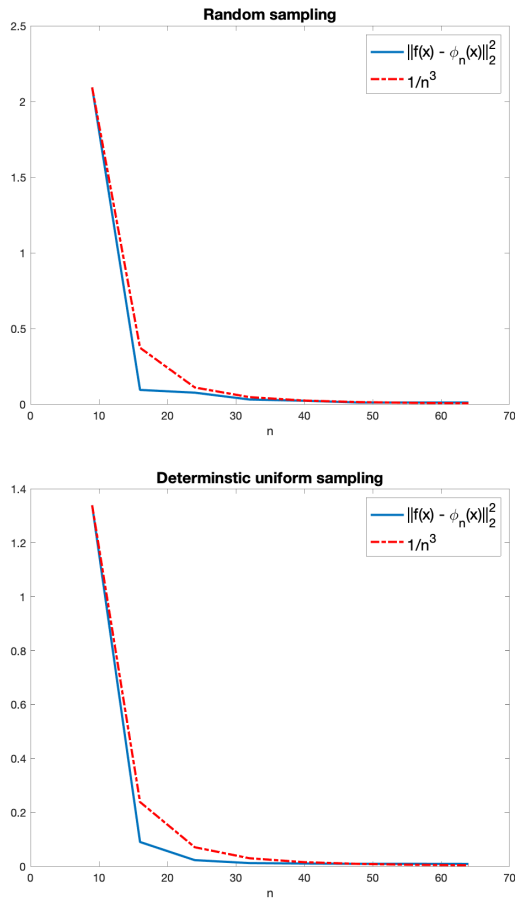 Random sampling
2.5
2
1.5
1
0.5
0
||f(x) - ϕₙ(x)||₂²
1/n³
0 10 20 30 40 50 60 70
n
Determinstic uniform sampling
1.4
1.2
1
0.8
0.6
0.4
0.2
0
||f(x) - ϕₙ(x)||₂²
1/n³
0 10 20 30 40 50 60 70
n